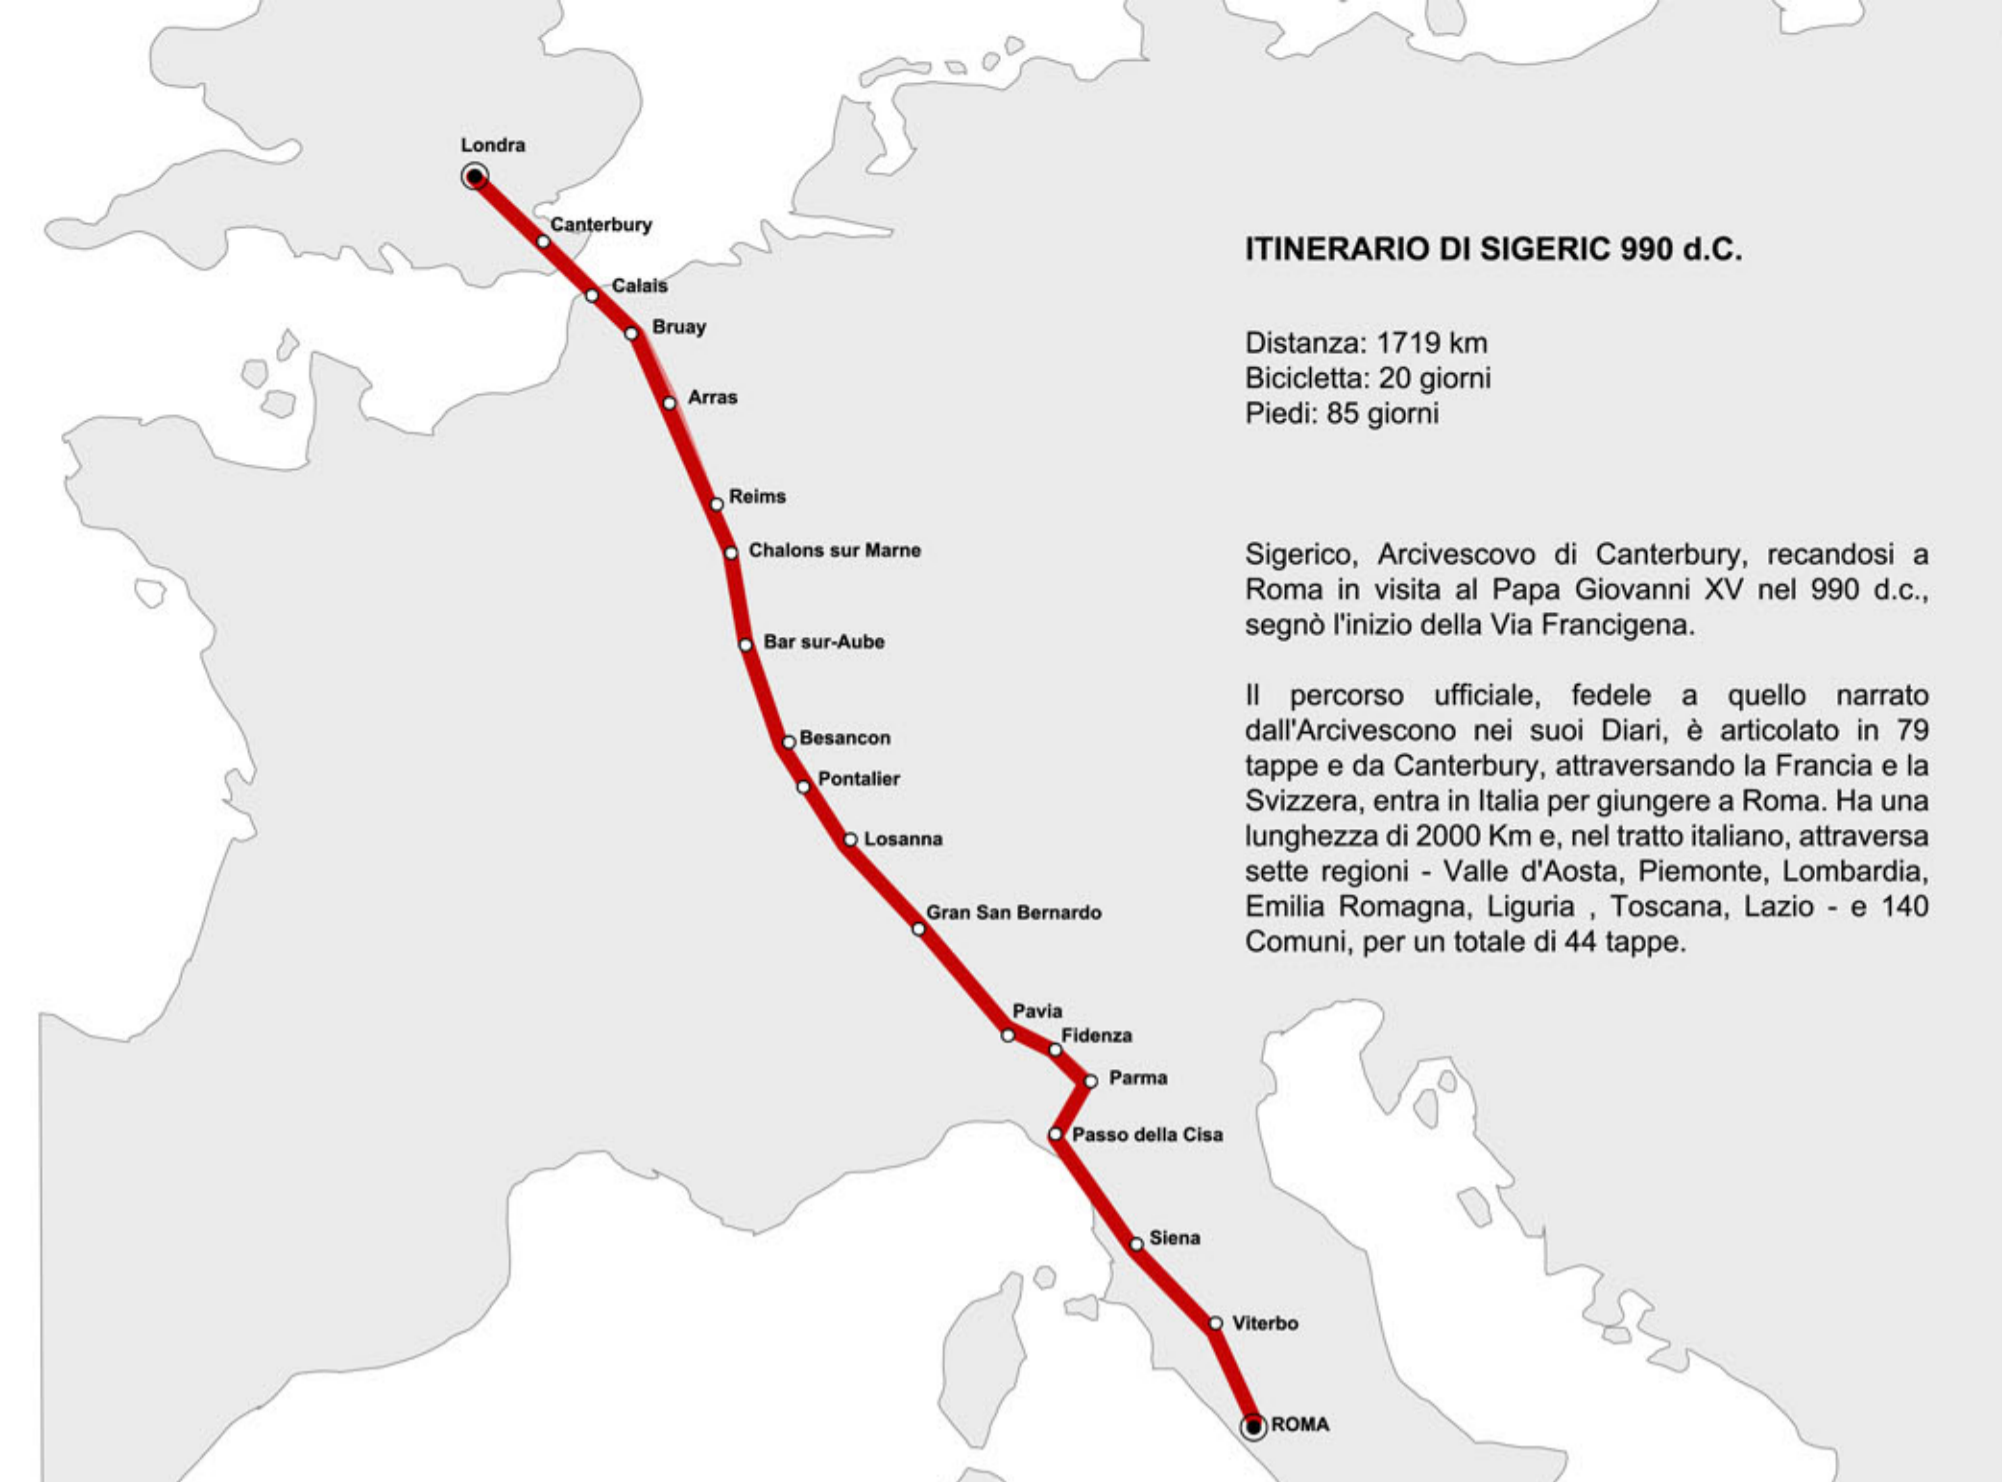 Londra
Canterbury
Calais
Bruay
Arras
Reims
Chalons sur Marne
Bar sur-Aube
Besancon
Pontalier
Losanna
Gran San Bernardo
Pavia
Fidenza
Parma
Passo della Cisa
Siena
Viterbo
ROMA
ITINERARIO DI SIGERIC 990 d.C.
Distanza: 1719 km
Bicicletta: 20 giorni
Piedi: 85 giorni
Sigerico, Arcivescovo di Canterbury, recandosi a
Roma in visita al Papa Giovanni XV nel 990 d.c.,
segnò l'inizio della Via Francigena.
Il percorso ufficiale, fedele a quello narrato
dall'Arcivescono nei suoi Diari, è articolato in 79
tappe e da Canterbury, attraversando la Francia e la
Svizzera, entra in Italia per giungere a Roma. Ha una
lunghezza di 2000 Km e, nel tratto italiano, attraversa
sette regioni - Valle d'Aosta, Piemonte, Lombardia,
Emilia Romagna, Liguria , Toscana, Lazio - e 140
Comuni, per un totale di 44 tappe.